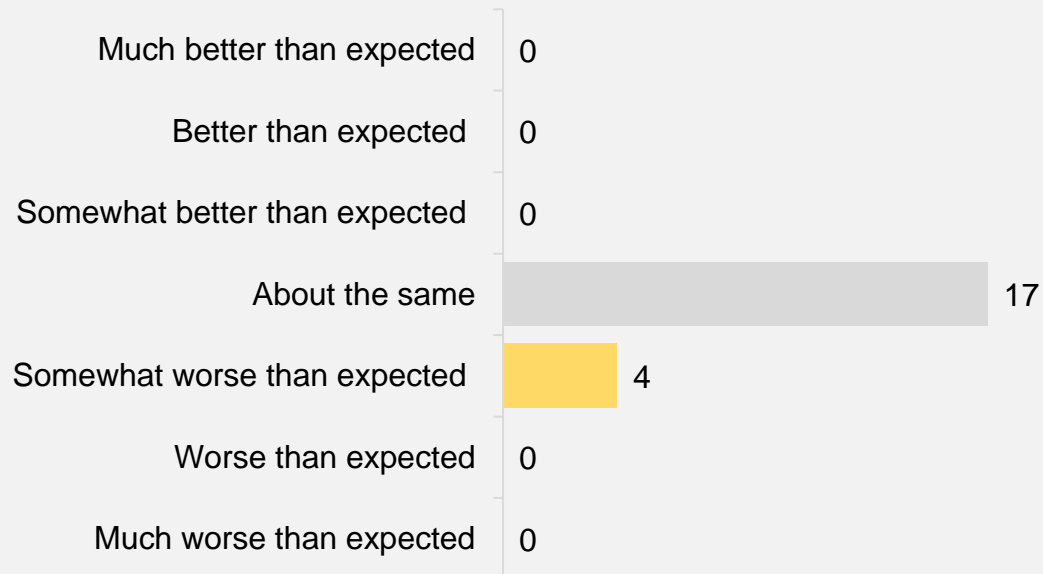 Much better than expected 0
Better than expected 0
Somewhat better than expected 0
About the same 17
Somewhat worse than expected 4
Worse than expected 0
Much worse than expected 0